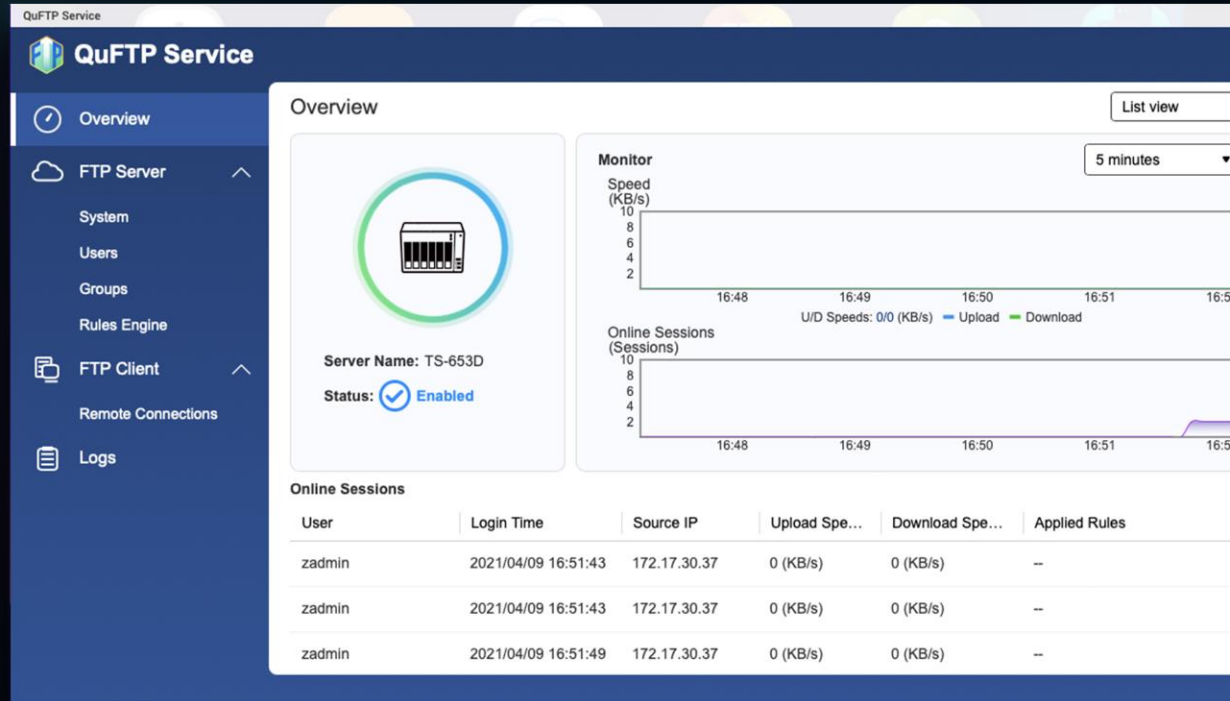 QuFTP Service
QuFTP Service
Overview
FTP Server
System
Users
Groups
Rules Engine
FTP Client
Remote Connections
Logs
Overview
List view
Server Name: TS-653D
Status: Enabled
Monitor
5 minutes
Speed
(KB/s)
10
8
6
4
2
16:48 16:49 16:50 16:51 16:5
U/D Speeds: 0/0 (KB/s) Upload Download
Online Sessions
(Sessions)
10
8
6
4
2
16:48 16:49 16:50 16:51 16:5
Online Sessions
User Login Time Source IP Upload Spe... Download Spe... Applied Rules
zadmin 2021/04/09 16:51:43 172.17.30.37 0 (KB/s) 0 (KB/s) --
zadmin 2021/04/09 16:51:43 172.17.30.37 0 (KB/s) 0 (KB/s) --
zadmin 2021/04/09 16:51:49 172.17.30.37 0 (KB/s) 0 (KB/s) --